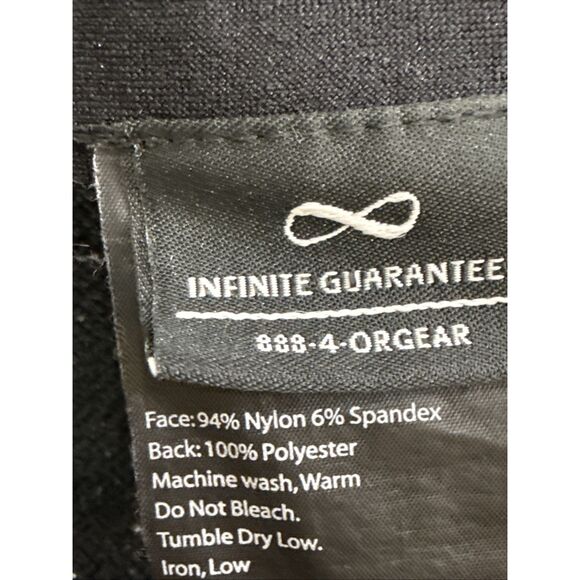 INFINITE GUARANTEE
888-4-ORGEAR
Face: 94% Nylon 6% Spandex
Back: 100% Polyester
Machine wash, Warm
Do Not Bleach.
Tumble Dry Low.
Iron, Low